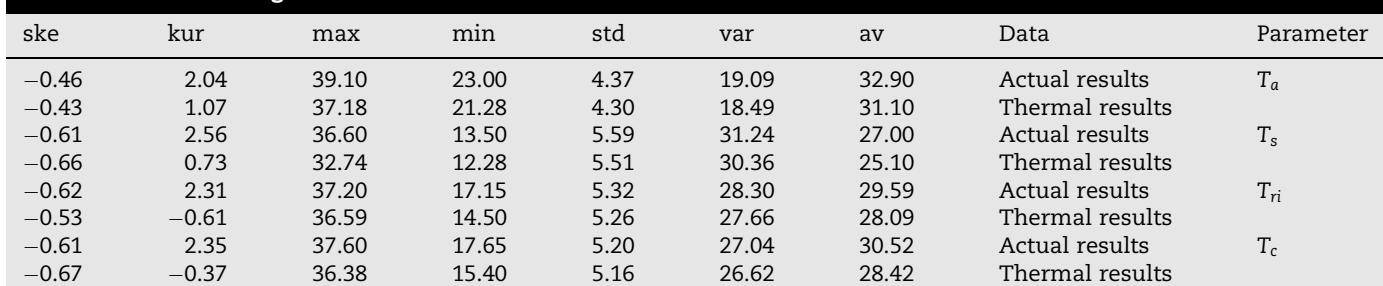 ske kur max min std var av Data Parameter
−0.46 2.04 39.10 23.00 4.37 19.09 32.90 Actual results Ta
−0.43 1.07 37.18 21.28 4.30 18.49 31.10 Thermal results
−0.61 2.56 36.60 13.50 5.59 31.24 27.00 Actual results Ts
−0.66 0.73 32.74 12.28 5.51 30.36 25.10 Thermal results
−0.62 2.31 37.20 17.15 5.32 28.30 29.59 Actual results Tri
−0.53 −0.61 36.59 14.50 5.26 27.66 28.09 Thermal results
−0.61 2.35 37.60 17.65 5.20 27.04 30.52 Actual results Tc
−0.67 −0.37 36.38 15.40 5.16 26.62 28.42 Thermal results